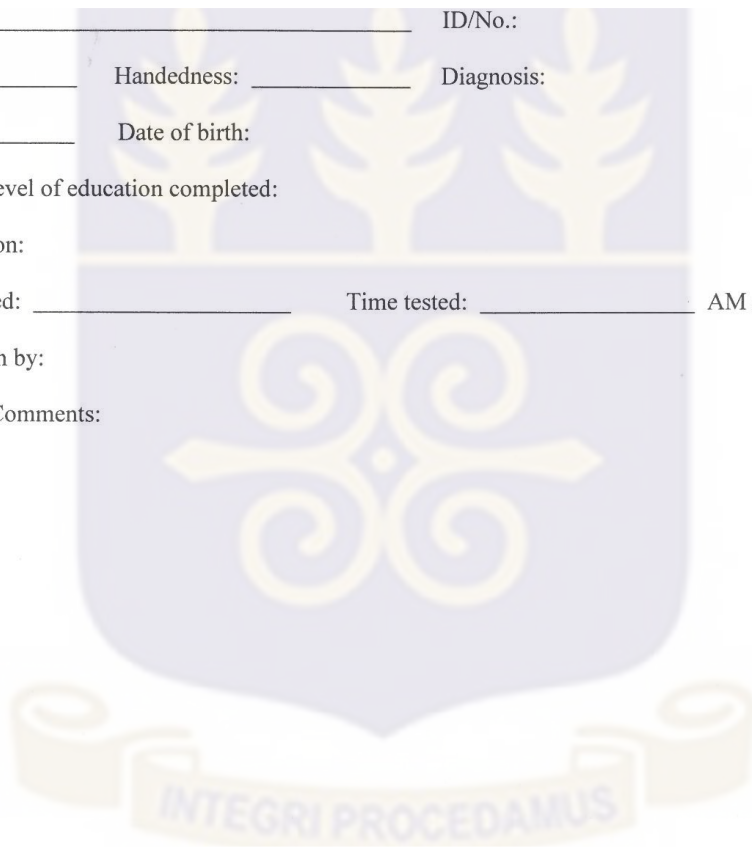 ID/No.:
Handedness: Diagnosis:
Date of birth:
evel of education completed:
on:
ed: Time tested: AM
n by:
Comments:
INTEGRI PROCEDAMUS